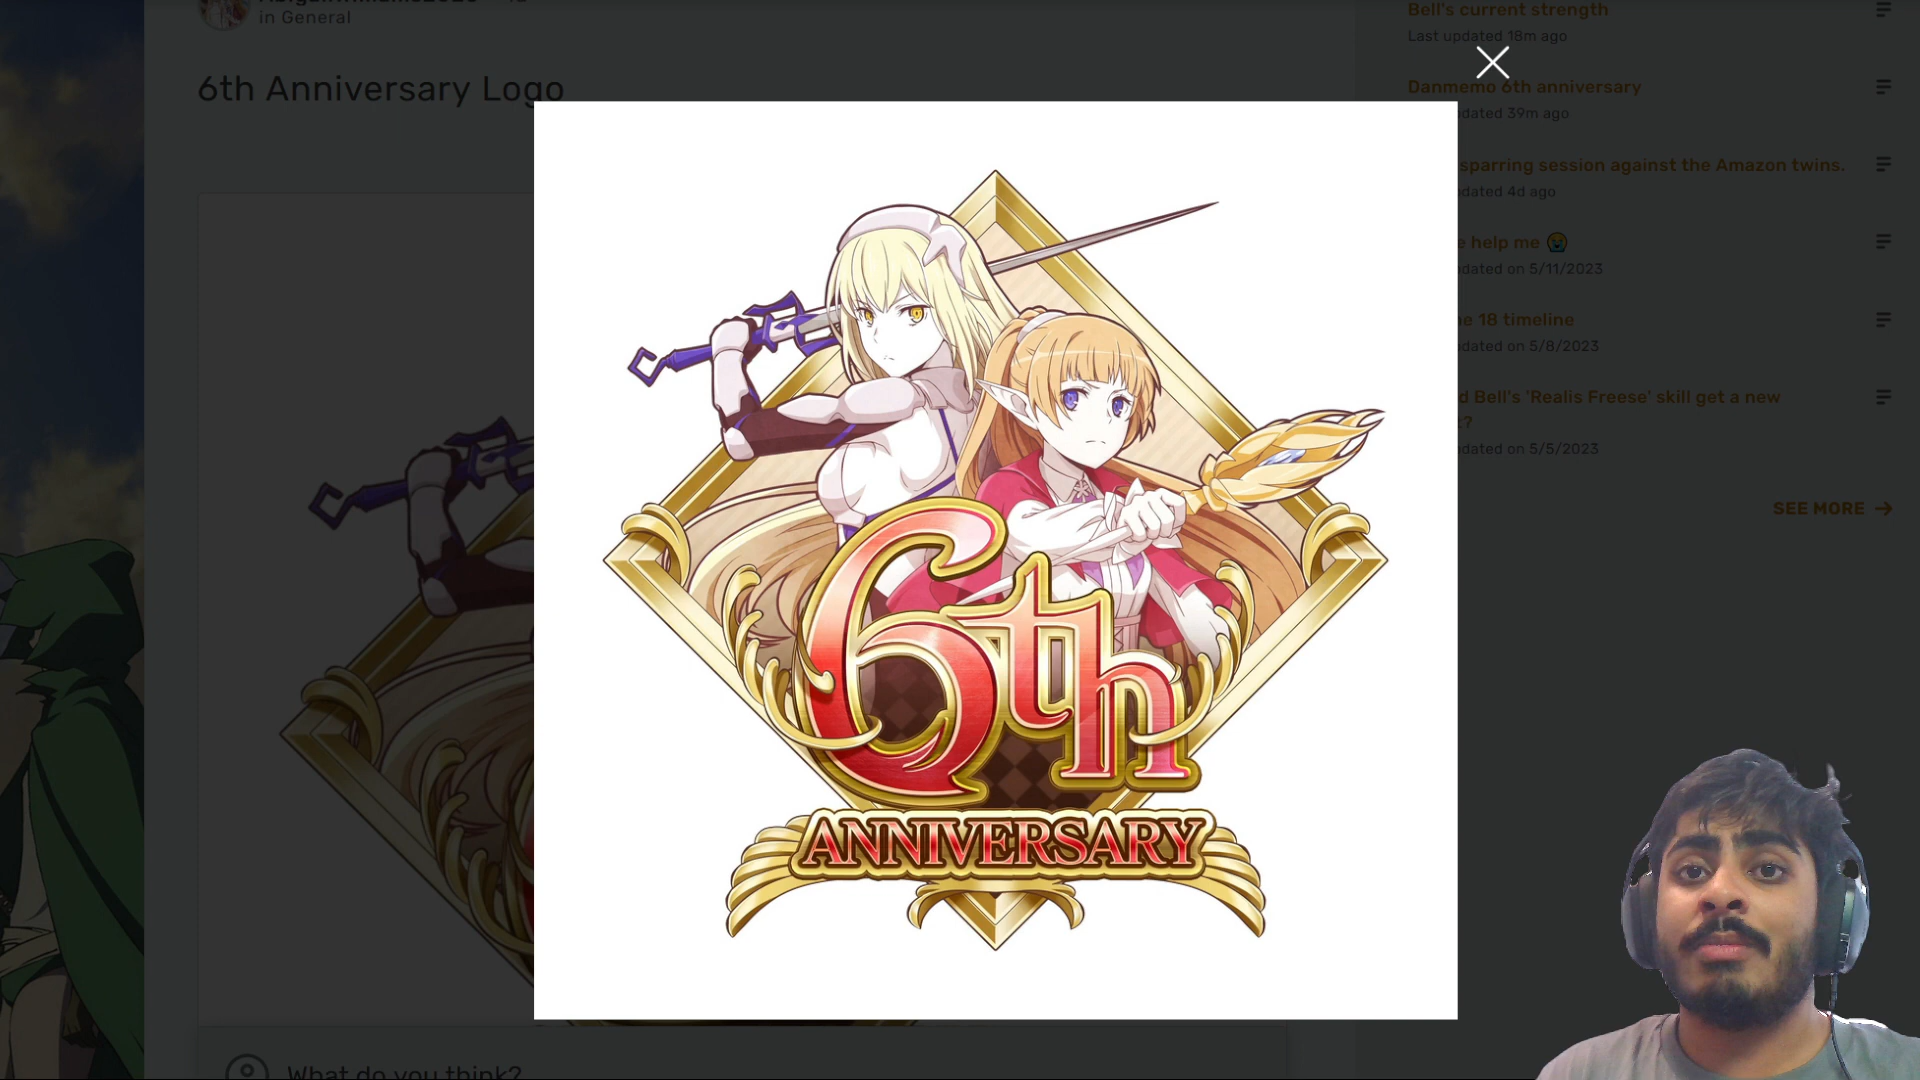 in General
6th Anniversary Logo
6th
ANNIVERSARY
What do you think?
Bell's current strength
Last updated 18m ago
Danmemo 6th anniversary
dated 39m ago
sparring session against the Amazon twins.
dated 4d ago
help me 😭
dated on 5/11/2023
18 timeline
dated on 5/8/2023
Bell's 'Realis Freese' skill get a new
dated on 5/5/2023
SEE MORE →